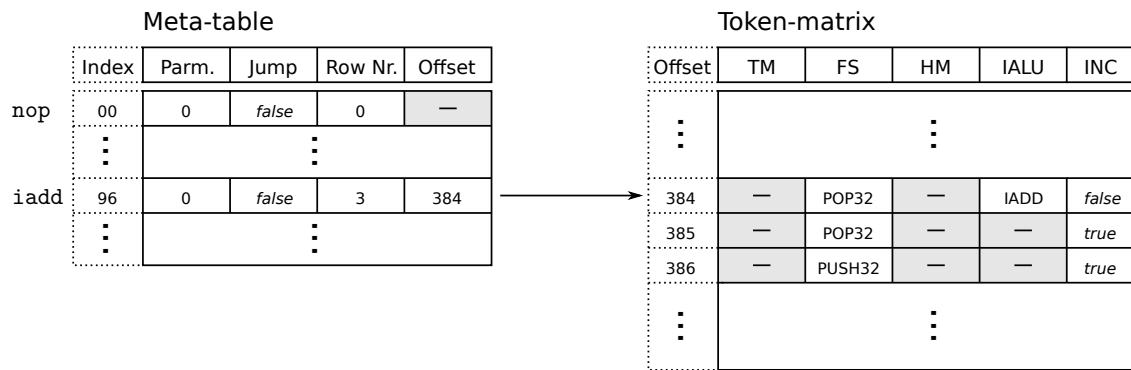 Meta-table
Index Parm. Jump Row Nr. Offset
nop 00 0 false 0 —
iadd 96 0 false 3 384
Token-matrix
Offset TM FS HM IALU INC
384 — POP32 — IADD false
385 — POP32 — — true
386 — PUSH32 — — true